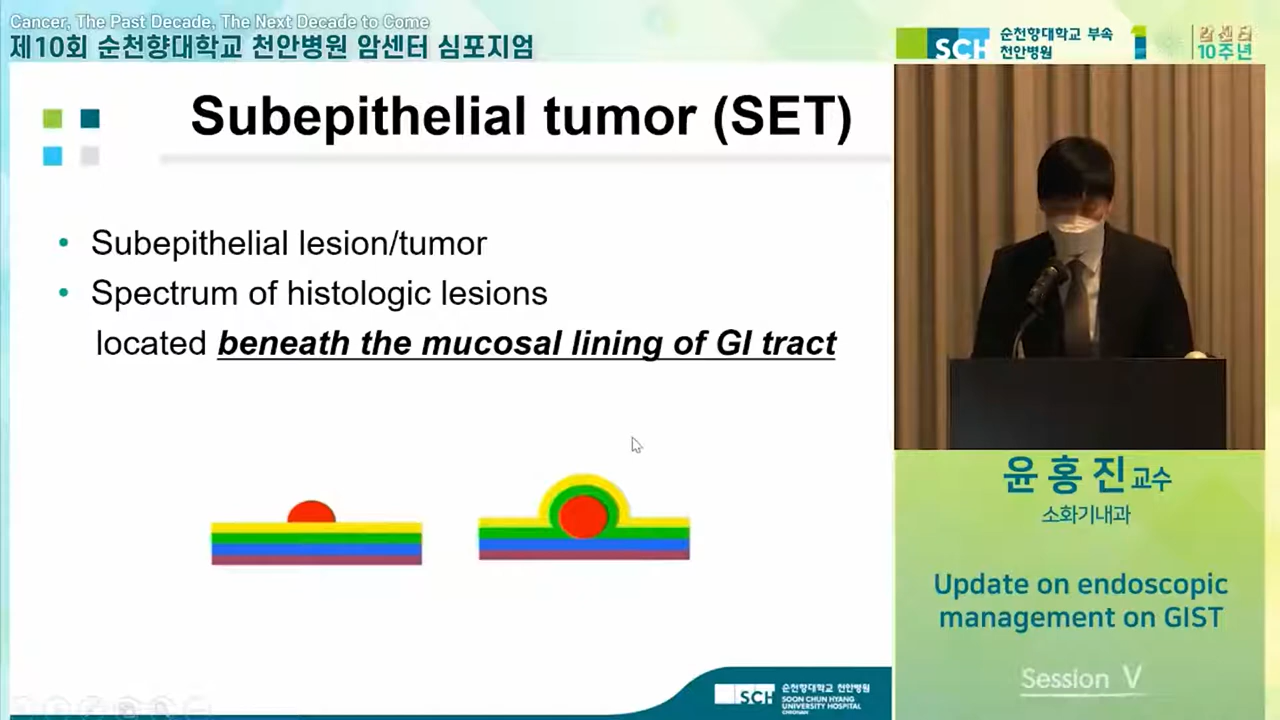 Cancer, The Past Decade, The Next Decade to Come
제10회 순천향대학교 천안병원 암센터 심포지엄
SCH
순천향대학교 부속
천안병원
암센터
10주년
Subepithelial tumor (SET)
• Subepithelial lesion/tumor
• Spectrum of histologic lesions
located beneath the mucosal lining of GI tract
윤홍진교수
소화기내과
Update on endoscopic
management on GIST
Session V
SCH
순천향대학교 천안병원
SOON CHUN HYANG
UNIVERSITY HOSPITAL
CHEONAN